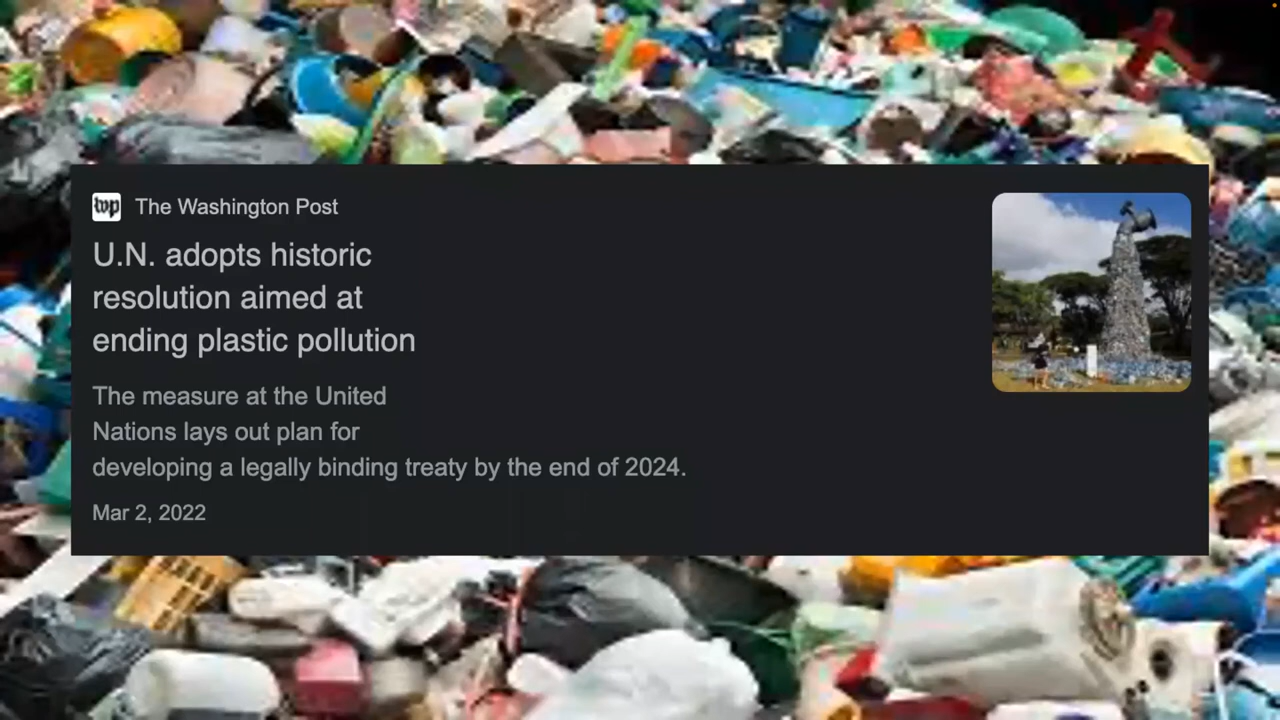 wp The Washington Post
U.N. adopts historic
resolution aimed at
ending plastic pollution
The measure at the United
Nations lays out plan for
developing a legally binding treaty by the end of 2024.
Mar 2, 2022